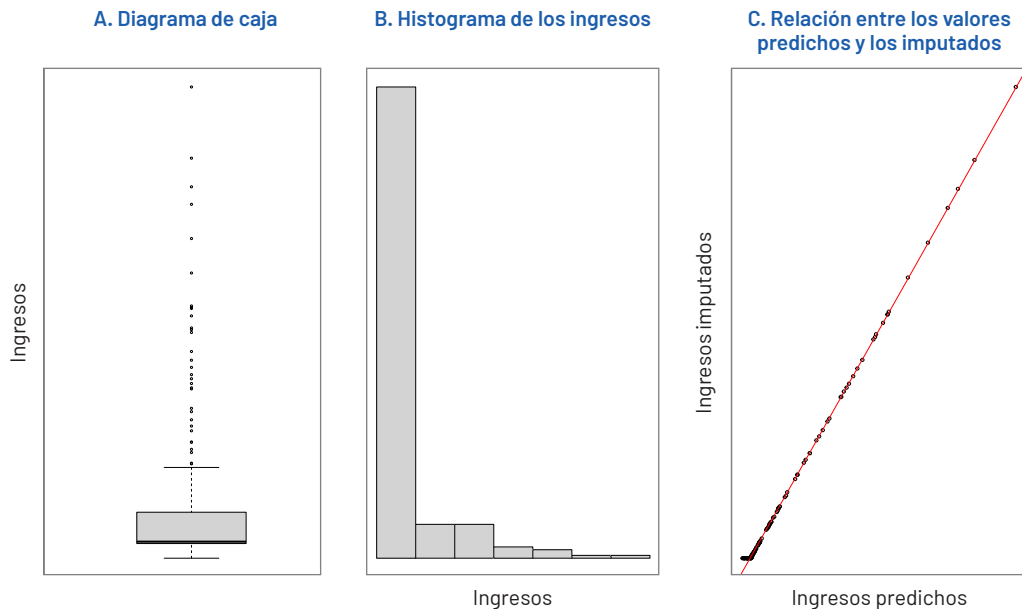 A. Diagrama de caja
B. Histograma de los ingresos
C. Relación entre los valores
predichos y los imputados
Ingresos
Ingresos
Ingresos imputados
Ingresos predichos